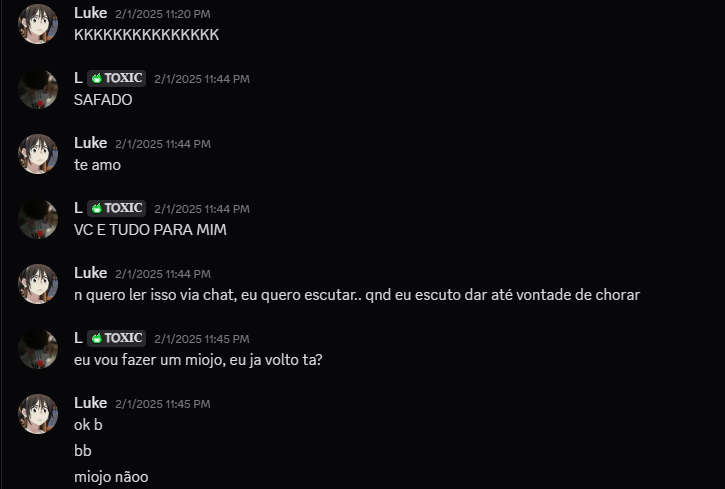 Luke 2/1/2025 11:20 PM
KKKKKKKKKKKKKKK
L TOXIC 2/1/2025 11:44 PM
SAFADO
Luke 2/1/2025 11:44 PM
te amo
L TOXIC 2/1/2025 11:44 PM
VC E TUDO PARA MIM
Luke 2/1/2025 11:44 PM
n quero ler isso via chat, eu quero escutar.. qnd eu escuto dar até vontade de chorar
L TOXIC 2/1/2025 11:45 PM
eu vou fazer um miojo, eu ja volto ta?
Luke 2/1/2025 11:45 PM
ok b
bb
miojo nãoo